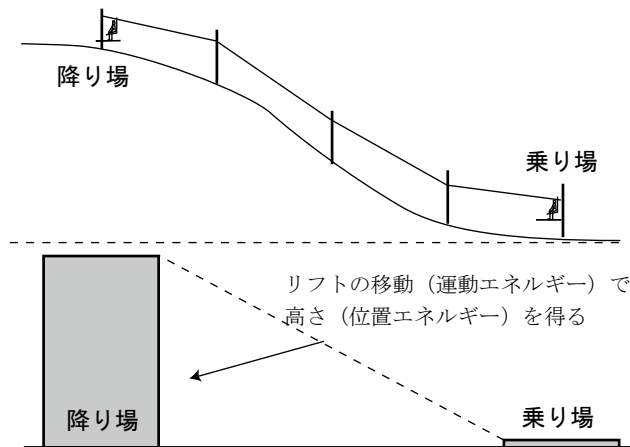 降り場
乗り場
リフトの移動（運動エネルギー）で
高さ（位置エネルギー）を得る
降り場
乗り場